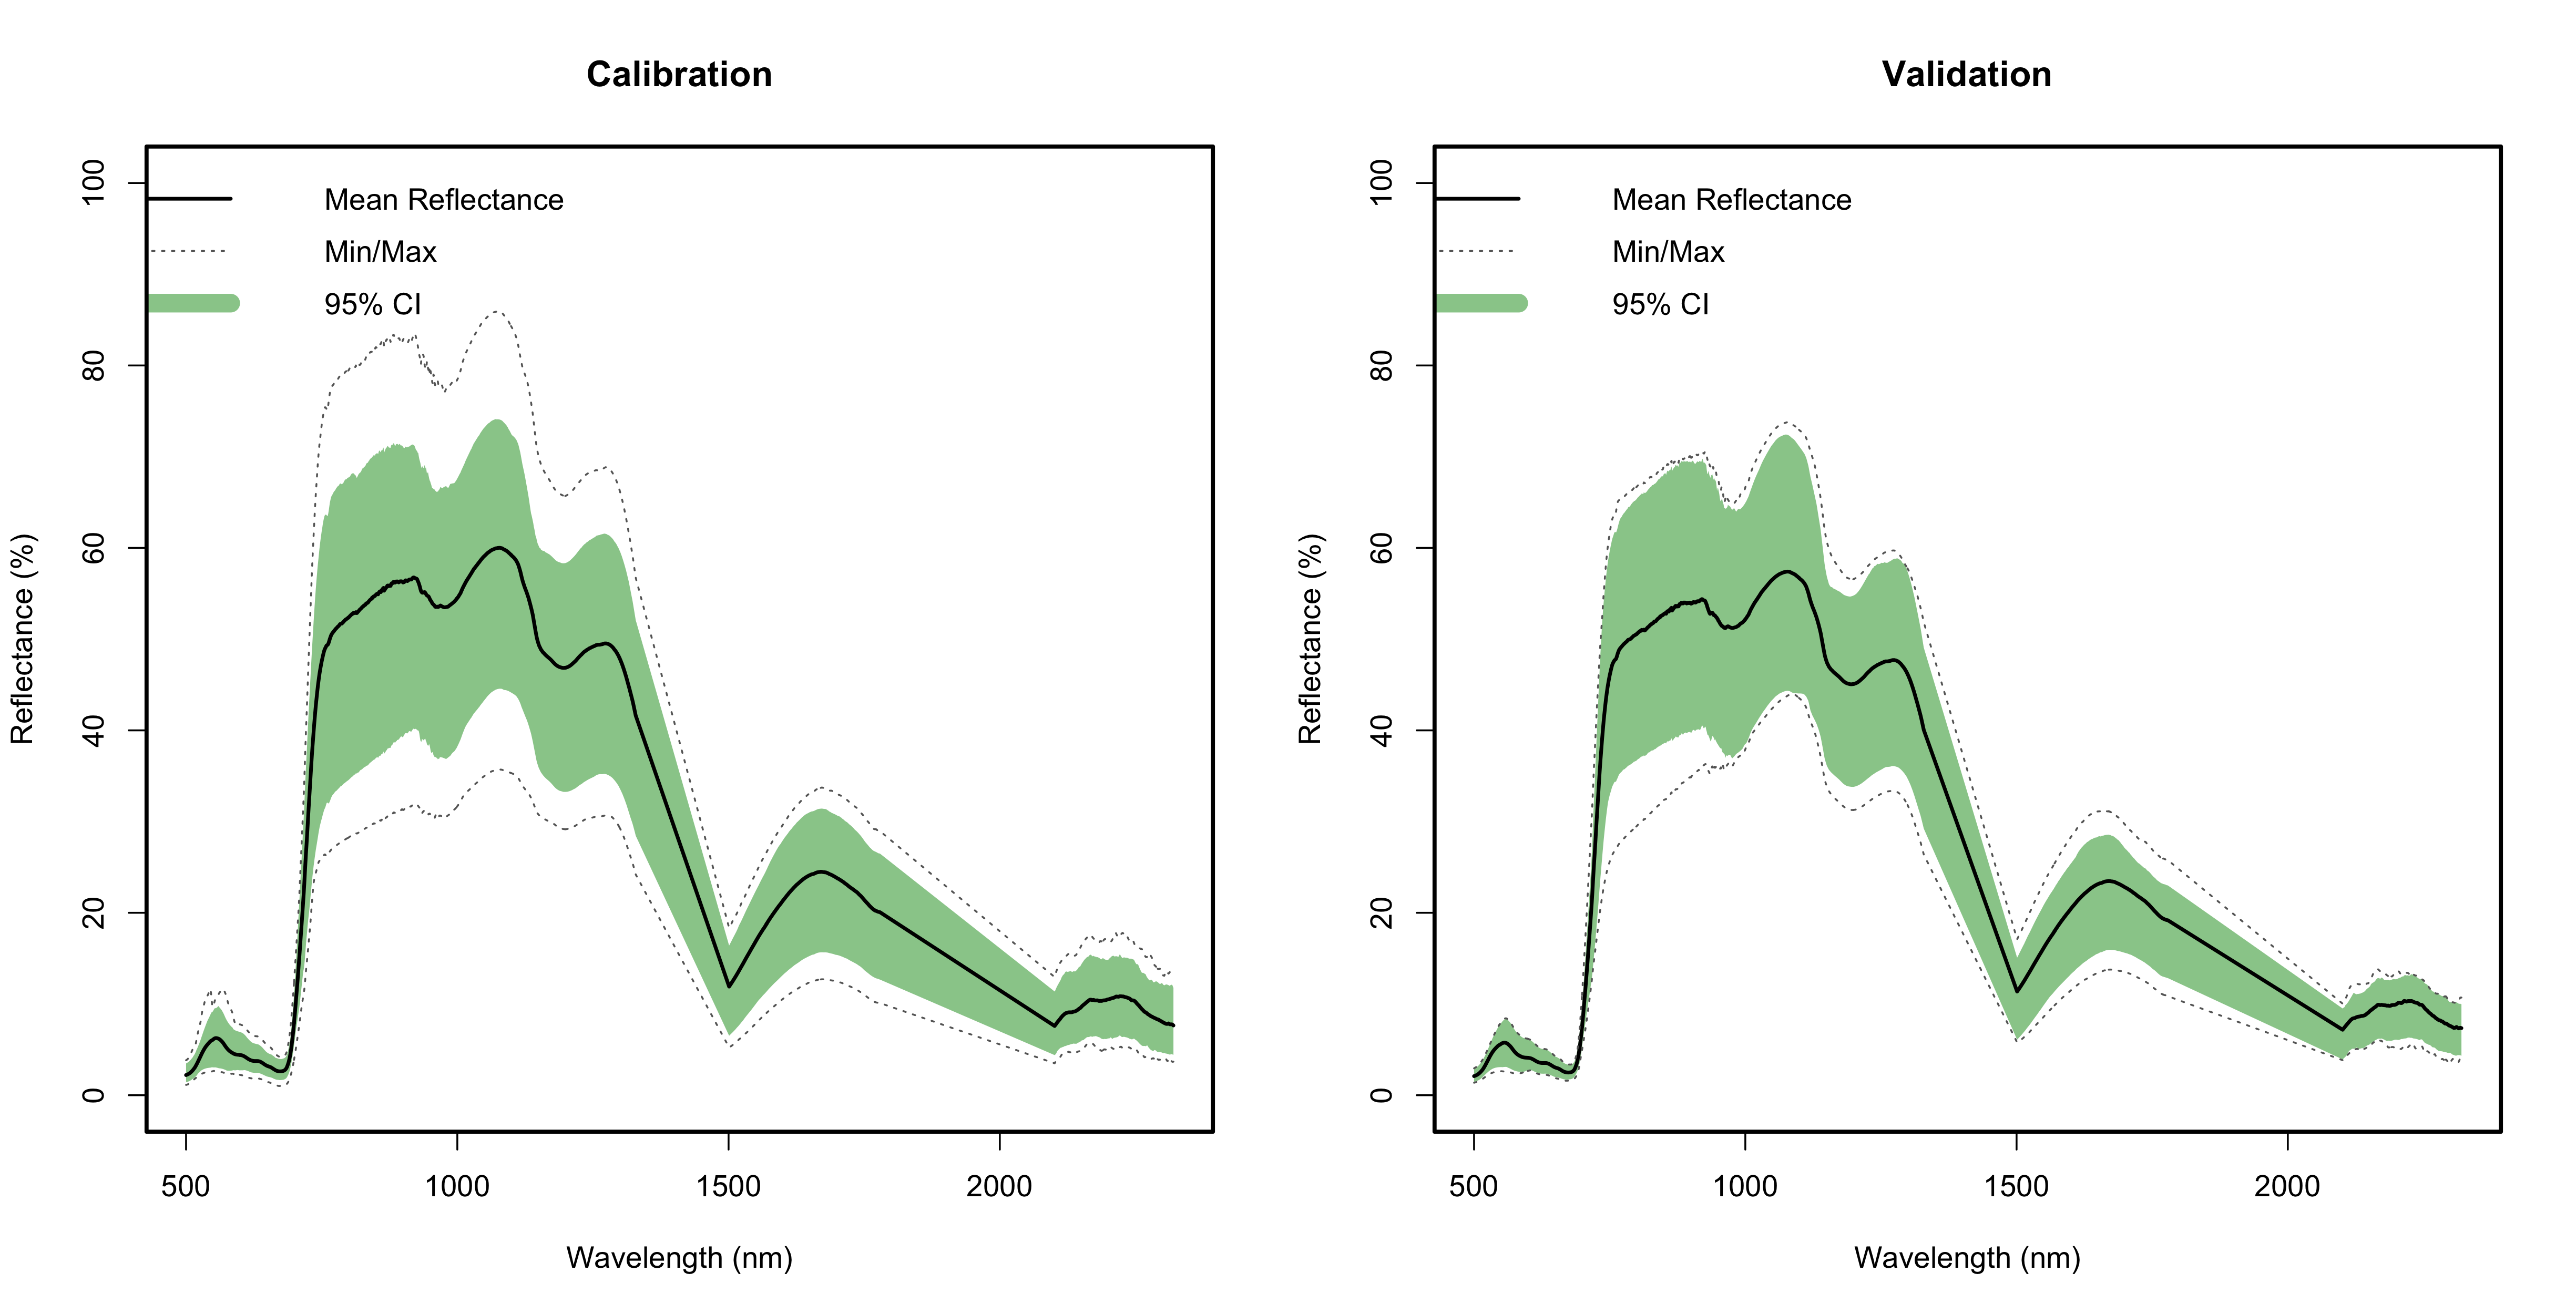 Calibration
Reflectance (%)
100
80
60
40
20
0
Mean Reflectance
Min/Max
95% CI
500
1000
1500
2000
Wavelength (nm)
Validation
Reflectance (%)
100
80
60
40
20
0
Mean Reflectance
Min/Max
95% CI
500
1000
1500
2000
Wavelength (nm)